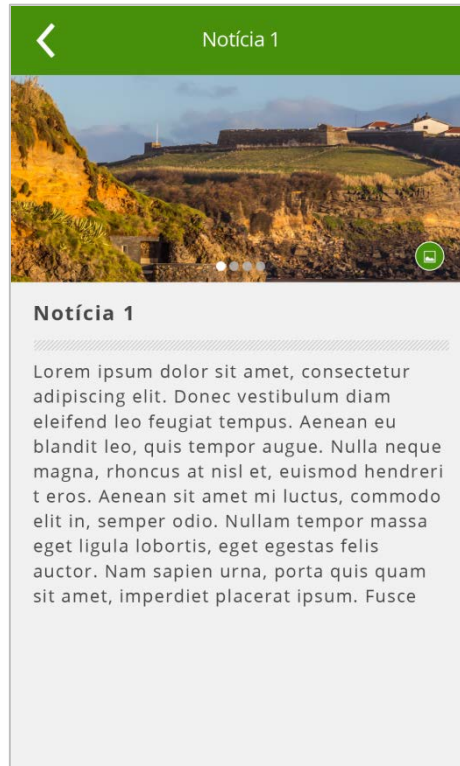 Notícia 1
Notícia 1
Lorem ipsum dolor sit amet, consectetur
adipiscing elit. Donec vestibulum diam
eleifend leo feugiat tempus. Aenean eu
blandit leo, quis tempor augue. Nulla neque
magna, rhoncus at nisl et, euismod hendreri
t eros. Aenean sit amet mi luctus, commodo
elit in, semper odio. Nullam tempor massa
eget ligula lobortis, eget egestas felis
auctor. Nam sapien urna, porta quis quam
sit amet, imperdiet placerat ipsum. Fusce